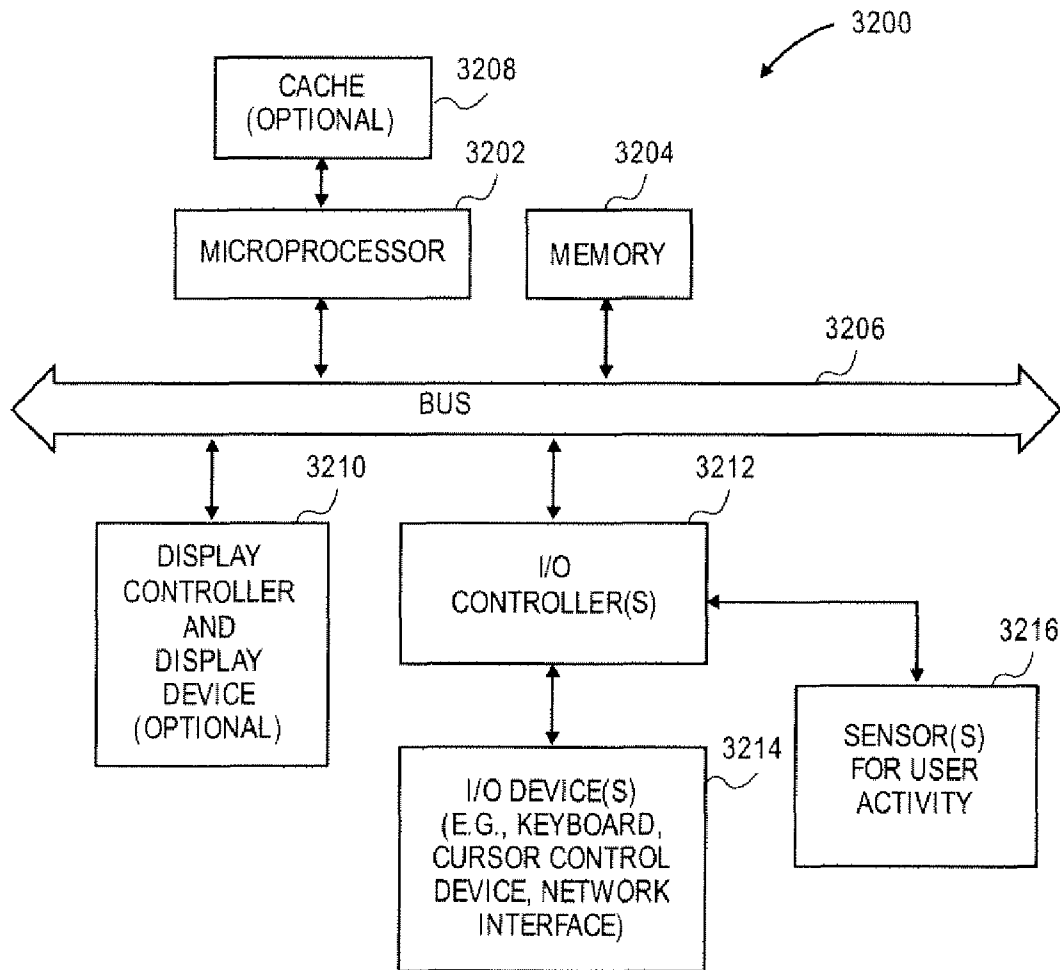 3200
3208
CACHE
(OPTIONAL)
3202
MICROPROCESSOR
3204
MEMORY
3206
BUS
3210
DISPLAY
CONTROLLER
AND
DISPLAY
DEVICE
(OPTIONAL)
3212
I/O
CONTROLLER(S)
3216
SENSOR(S)
FOR USER
ACTIVITY
3214
I/O DEVICE(S)
(E.G., KEYBOARD,
CURSOR CONTROL
DEVICE, NETWORK
INTERFACE)